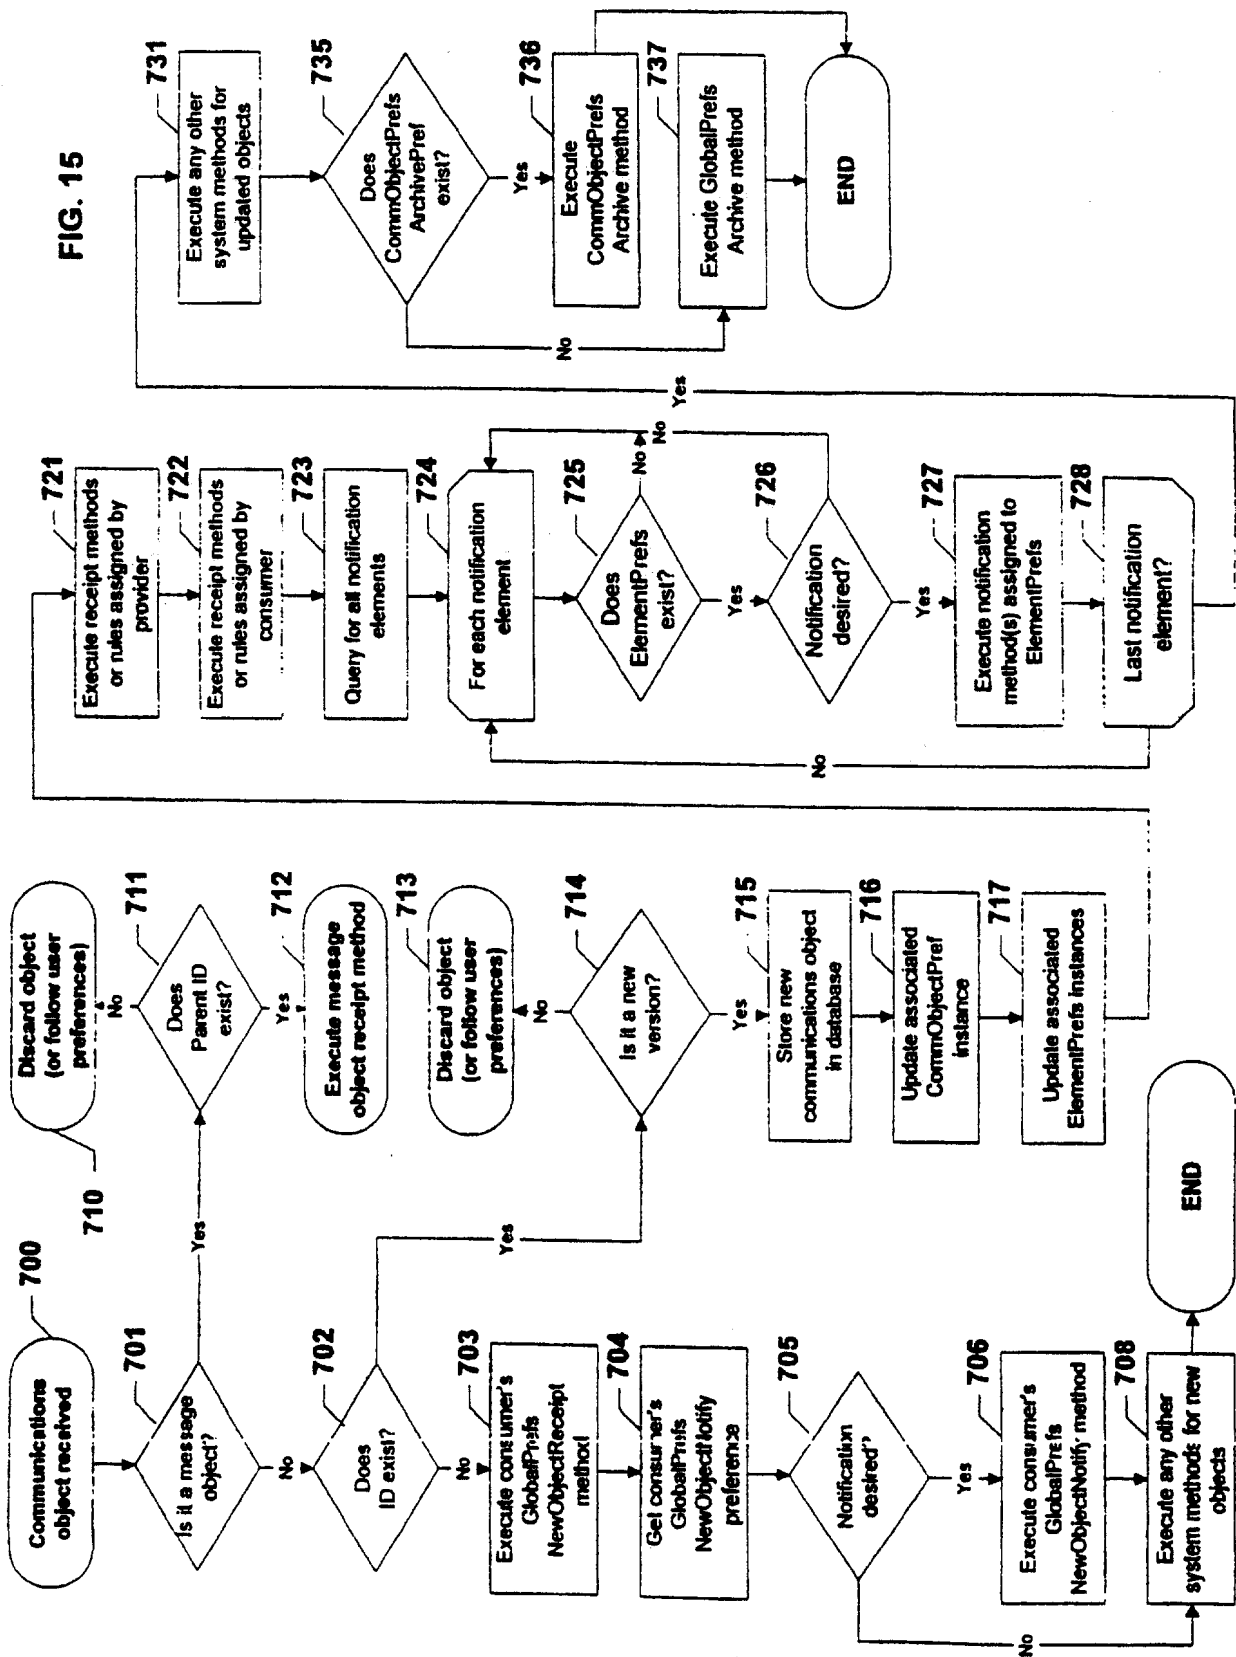 FIG. 15
700
Communications
object received
701
Is it a message
object?
Yes
No
702
Does
ID exist?
Yes
No
703
Execute consumer's
GlobalPrefs
NewObjectReceipt
method
704
Get consumer's
GlobalPrefs
NewObjectNotify
preference
705
Notification
desired?
Yes
No
706
Execute consumer's
GlobalPrefs
NewObjectNotify method
708
Execute any other
system methods for new
objects
END
710
Discard object
(or follow user
preferences)
No
711
Does
Parent ID
exist?
Yes
712
Execute message
object receipt method
713
Discard object
(or follow user
preferences)
No
714
Is it a new
version?
Yes
715
Store new
communications object
in database
716
Update associated
CommObjectPref
instance
717
Update associated
ElementPrefs instances
721
Execute receipt methods
or rules assigned by
provider
722
Execute receipt methods
or rules assigned by
consumer
723
Query for all notification
elements
724
For each notification
element
725
Does
ElementPrefs
exist?
No
Yes
726
Notification
desired?
No
Yes
727
Execute notification
method(s) assigned to
ElementPrefs
728
Last notification
element?
No
Yes
731
Execute any other
system methods for
updated objects
735
Does
CommObjectPrefs
ArchivePref
exist?
Yes
No
736
Execute
CommObjectPrefs
Archive method
737
Execute GlobalPrefs
Archive method
END